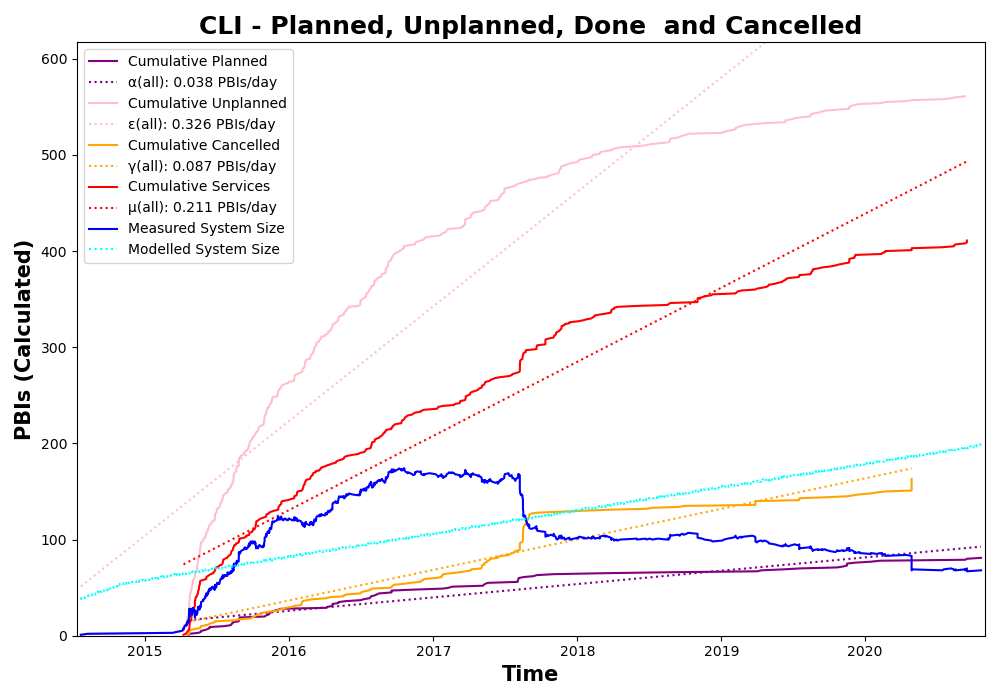 CLI - Planned, Unplanned, Done  and Cancelled
Cumulative Planned
α(all): 0.038 PBIs/day
Cumulative Unplanned
ε(all): 0.326 PBIs/day
Cumulative Cancelled
γ(all): 0.087 PBIs/day
Cumulative Services
μ(all): 0.211 PBIs/day
Measured System Size
Modelled System Size
PBIs (Calculated)
600
500
400
300
200
100
0
2015
2016
2017
2018
2019
2020
Time